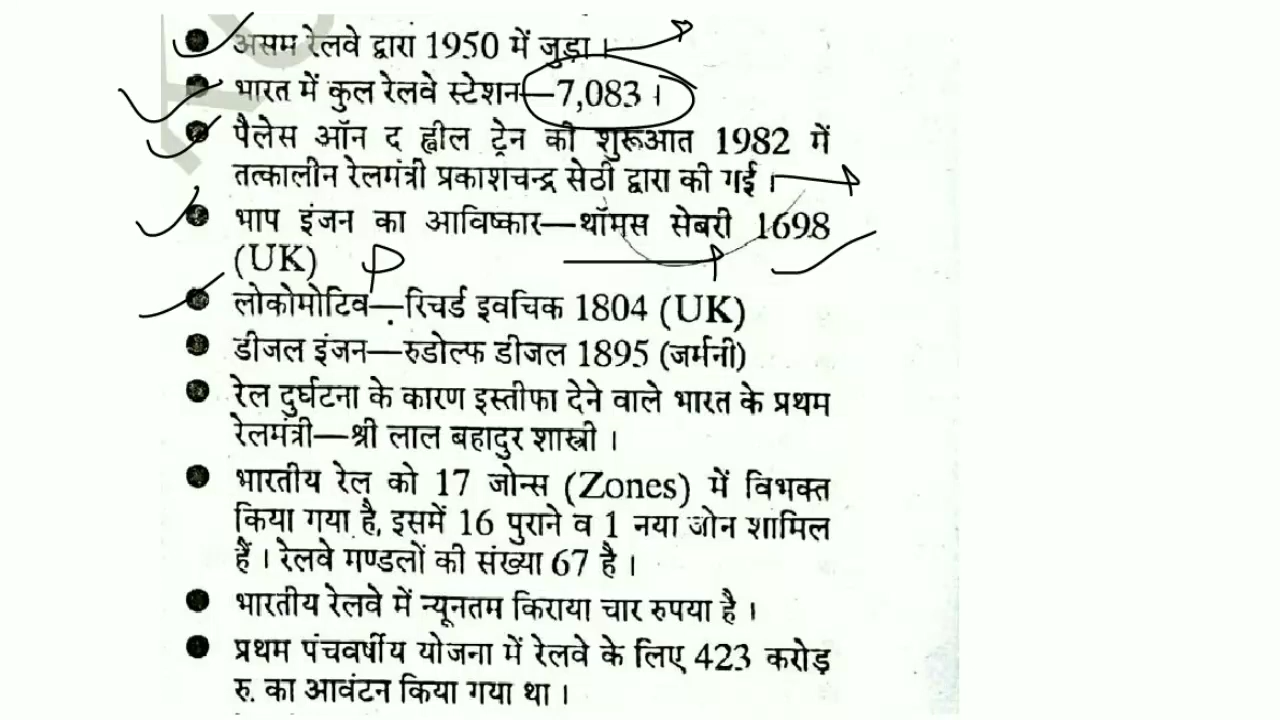 ● असम रेलवे द्वारा 1950 में जुड़ा ।
● भारत में कुल रेलवे स्टेशन—7,083 ।
● पैलेस ऑन द ह्वील ट्रेन की शुरूआत 1982 में
तत्कालीन रेलमंत्री प्रकाशचन्द्र सेठी द्वारा की गई ।
● भाप इंजन का आविष्कार—थॉमस सेबरी 1698
(UK)
● लोकोमोटिव—रिचर्ड इवचिक 1804 (UK)
● डीजल इंजन—रुडोल्फ डीजल 1895 (जर्मनी)
● रेल दुर्घटना के कारण इस्तीफा देने वाले भारत के प्रथम
रेलमंत्री—श्री लाल बहादुर शास्त्री ।
● भारतीय रेल को 17 जोन्स (Zones) में विभक्त
किया गया है, इसमें 16 पुराने व 1 नया जोन शामिल
हैं । रेलवे मण्डलों की संख्या 67 है ।
● भारतीय रेलवे में न्यूनतम किराया चार रुपया है ।
● प्रथम पंचवर्षीय योजना में रेलवे के लिए 423 करोड़
रु. का आवंटन किया गया था ।